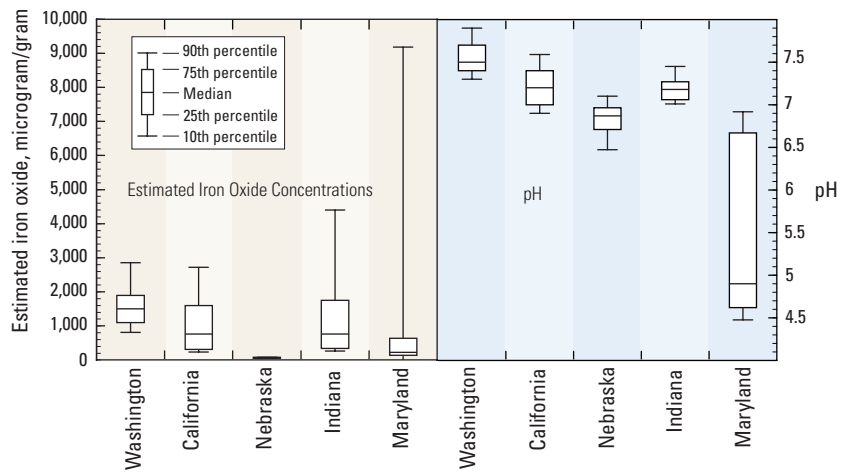 Estimated iron oxide, microgram/gram
10,000
9,000
8,000
7,000
6,000
5,000
4,000
3,000
2,000
1,000
0
90th percentile
75th percentile
Median
25th percentile
10th percentile
Estimated Iron Oxide Concentrations
pH
7.5
7
6.5
6
5.5
5
4.5
pH
Washington
California
Nebraska
Indiana
Maryland
Washington
California
Nebraska
Indiana
Maryland